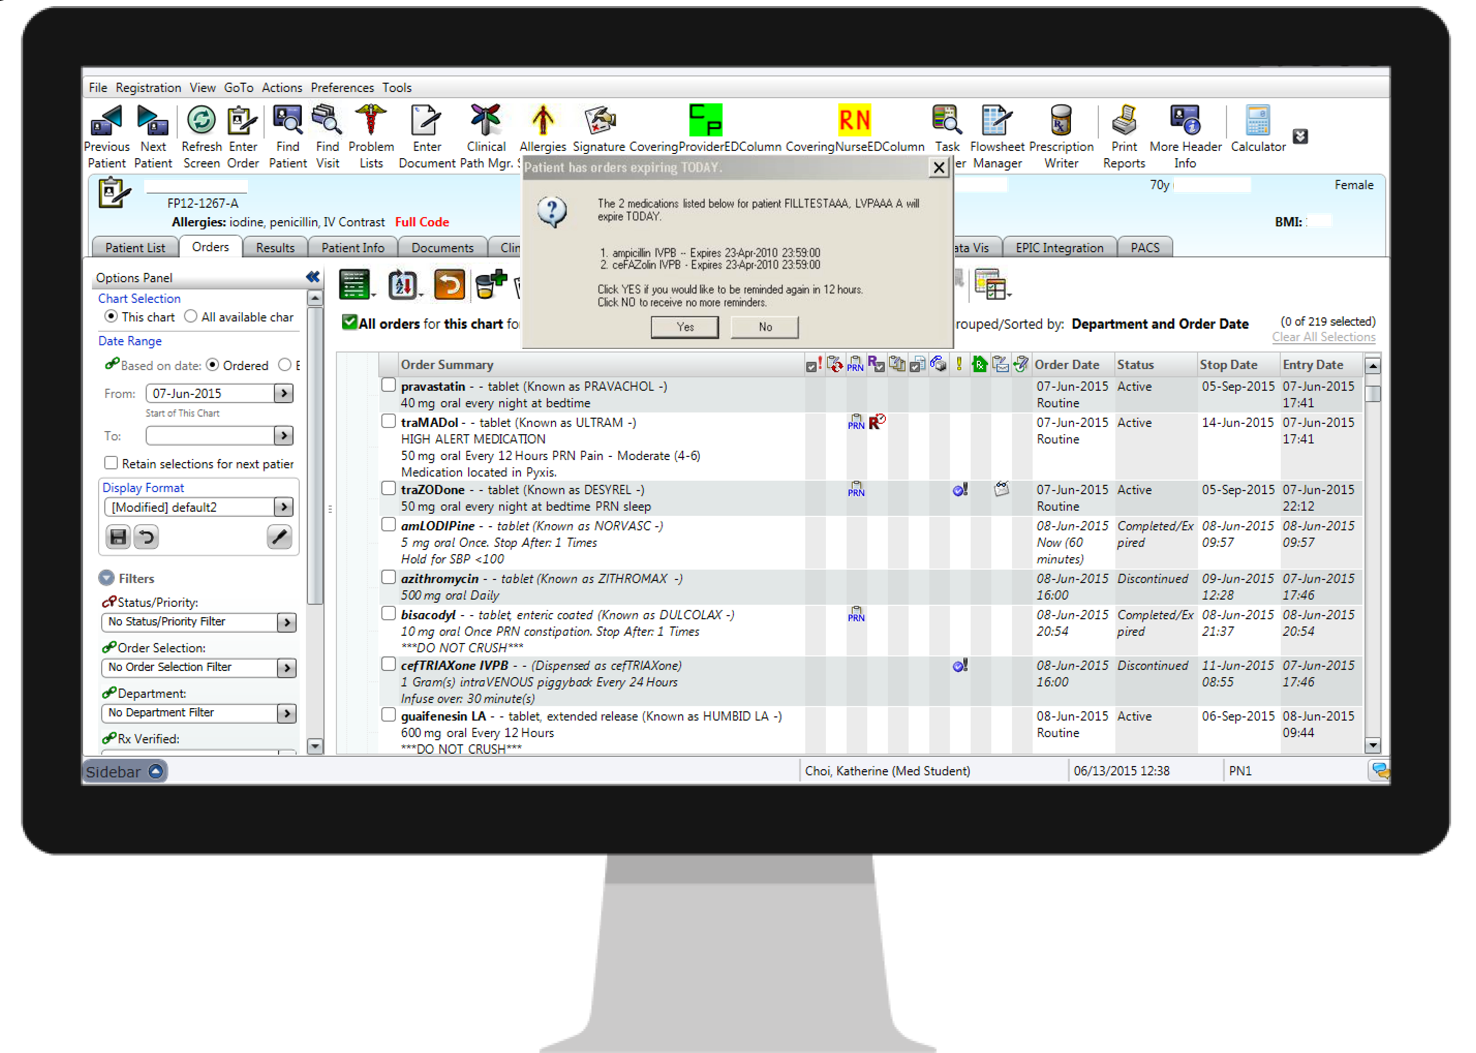 File Registration View GoTo Actions Preferences Tools
Previous Patient
Next Patient
Refresh Screen
Enter Order
Find Patient
Find Visit
Problem Lists
Enter Document
Clinical Path Mgr.
Allergies
Signature
CP
CoveringProviderEDColumn
RN
CoveringNurseEDColumn
Task
er
Flowsheet Manager
Prescription Writer
Print Reports
More Header Info
Calculator
FP12-1267-A
70y
Female
Allergies: iodine, penicillin, IV Contrast Full Code
BMI:
Patient List
Orders
Results
Patient Info
Documents
Clin
ata Vis
EPIC Integration
PACS
Patient has orders expiring TODAY.
The 2 medications listed below for patient FILLTESTAAA, LVPAAA A will
expire TODAY.
1. ampicillin IVPB -- Expires 23-Apr-2010 23:59:00
2. ceFAZolin IVPB - Expires 23-Apr-2010 23:59:00
Click YES if you would like to be reminded again in 12 hours.
Click NO to receive no more reminders.
Yes
No
Options Panel
Chart Selection
This chart All available char
Date Range
Based on date: Ordered E
From: 07-Jun-2015
Start of This Chart
To:
Retain selections for next patier
Display Format
[Modified] default2
Filters
Status/Priority:
No Status/Priority Filter
Order Selection:
No Order Selection Filter
Department:
No Department Filter
Rx Verified:
All orders for this chart fo
rouped/Sorted by: Department and Order Date
(0 of 219 selected)
Clear All Selections
Order Summary PRN Order Date Status Stop Date Entry Date
pravastatin - - tablet (Known as PRAVACHOL -) 07-Jun-2015 Active 05-Sep-2015 07-Jun-2015
40 mg oral every night at bedtime Routine 17:41
traMADol - - tablet (Known as ULTRAM -) PRN R 07-Jun-2015 Active 14-Jun-2015 07-Jun-2015
HIGH ALERT MEDICATION Routine 17:41
50 mg oral Every 12 Hours PRN Pain - Moderate (4-6)
Medication located in Pyxis.
traZODone - - tablet (Known as DESYREL -) PRN 07-Jun-2015 Active 05-Sep-2015 07-Jun-2015
50 mg oral every night at bedtime PRN sleep Routine 22:12
amLODIPine - - tablet (Known as NORVASC -) 08-Jun-2015 Completed/Ex 08-Jun-2015 08-Jun-2015
5 mg oral Once. Stop After: 1 Times Now (60 pired 09:57 09:57
Hold for SBP <100 minutes)
azithromycin - - tablet (Known as ZITHROMAX -) 08-Jun-2015 Discontinued 09-Jun-2015 07-Jun-2015
500 mg oral Daily 16:00 12:28 17:46
bisacodyl - - tablet, enteric coated (Known as DULCOLAX -) PRN 08-Jun-2015 Completed/Ex 08-Jun-2015 08-Jun-2015
10 mg oral Once PRN constipation. Stop After: 1 Times 20:54 pired 21:37 20:54
***DO NOT CRUSH***
cefTRIAXone IVPB - - (Dispensed as cefTRIAXone) 08-Jun-2015 Discontinued 11-Jun-2015 07-Jun-2015
1 Gram(s) intraVENOUS piggyback Every 24 Hours 16:00 08:55 17:46
Infuse over: 30 minute(s)
guaifenesin LA - - tablet, extended release (Known as HUMBID LA -) 08-Jun-2015 Active 06-Sep-2015 08-Jun-2015
600 mg oral Every 12 Hours Routine 09:44
***DO NOT CRUSH***
Sidebar
Choi, Katherine (Med Student)
06/13/2015 12:38
PN1